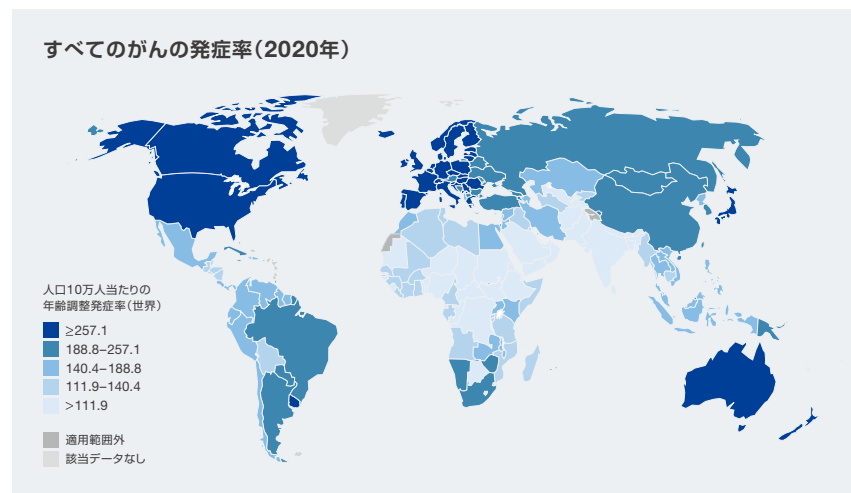 すべてのがんの発症率（2020年）
人口10万人当たりの
年齢調整発症率（世界）
≥257.1
188.8–257.1
140.4–188.8
111.9–140.4
>111.9
適用範囲外
該当データなし